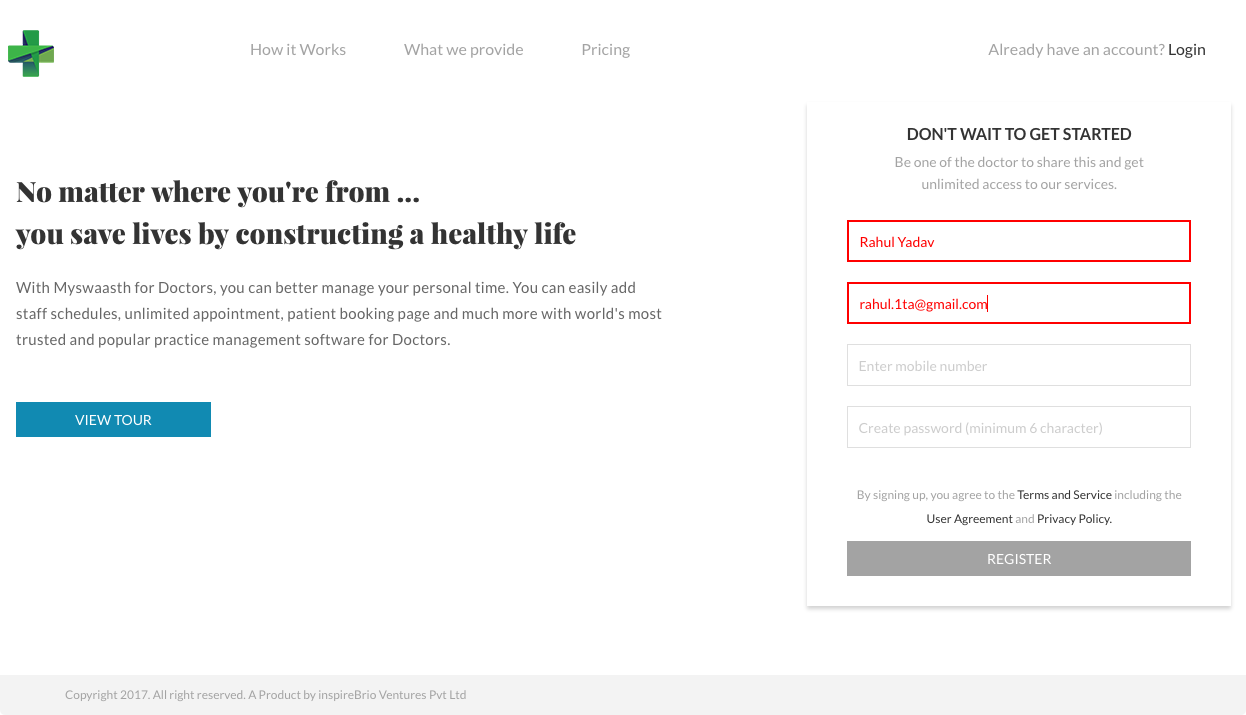 How it Works
What we provide
Pricing
Already have an account? Login
No matter where you're from ...
you save lives by constructing a healthy life
With Myswaasth for Doctors, you can better manage your personal time. You can easily add
staff schedules, unlimited appointment, patient booking page and much more with world's most
trusted and popular practice management software for Doctors.
VIEW TOUR
DON'T WAIT TO GET STARTED
Be one of the doctor to share this and get
unlimited access to our services.
Rahul Yadav
rahul.1ta@gmail.com
Enter mobile number
Create password (minimum 6 character)
By signing up, you agree to the Terms and Service including the
User Agreement and Privacy Policy.
REGISTER
Copyright 2017. All right reserved. A Product by inspireBrio Ventures Pvt Ltd